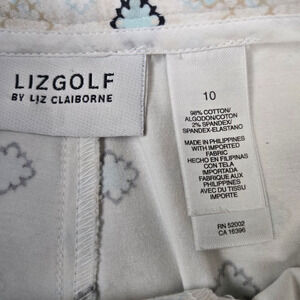 LIZGOLF
BY LIZ CLAIBORNE
10
98% COTTON/
ALGODON/COTON
2% SPANDEX/
SPANDEX-ELASTANO
MADE IN PHILIPPINES
WITH IMPORTED
FABRIC
HECHO EN FILIPINAS
CON TELA
IMPORTADA
FABRIQUE AUX
PHILIPPINES
AVEC DU TISSU
IMPORTE
RN 52002
CA 16396